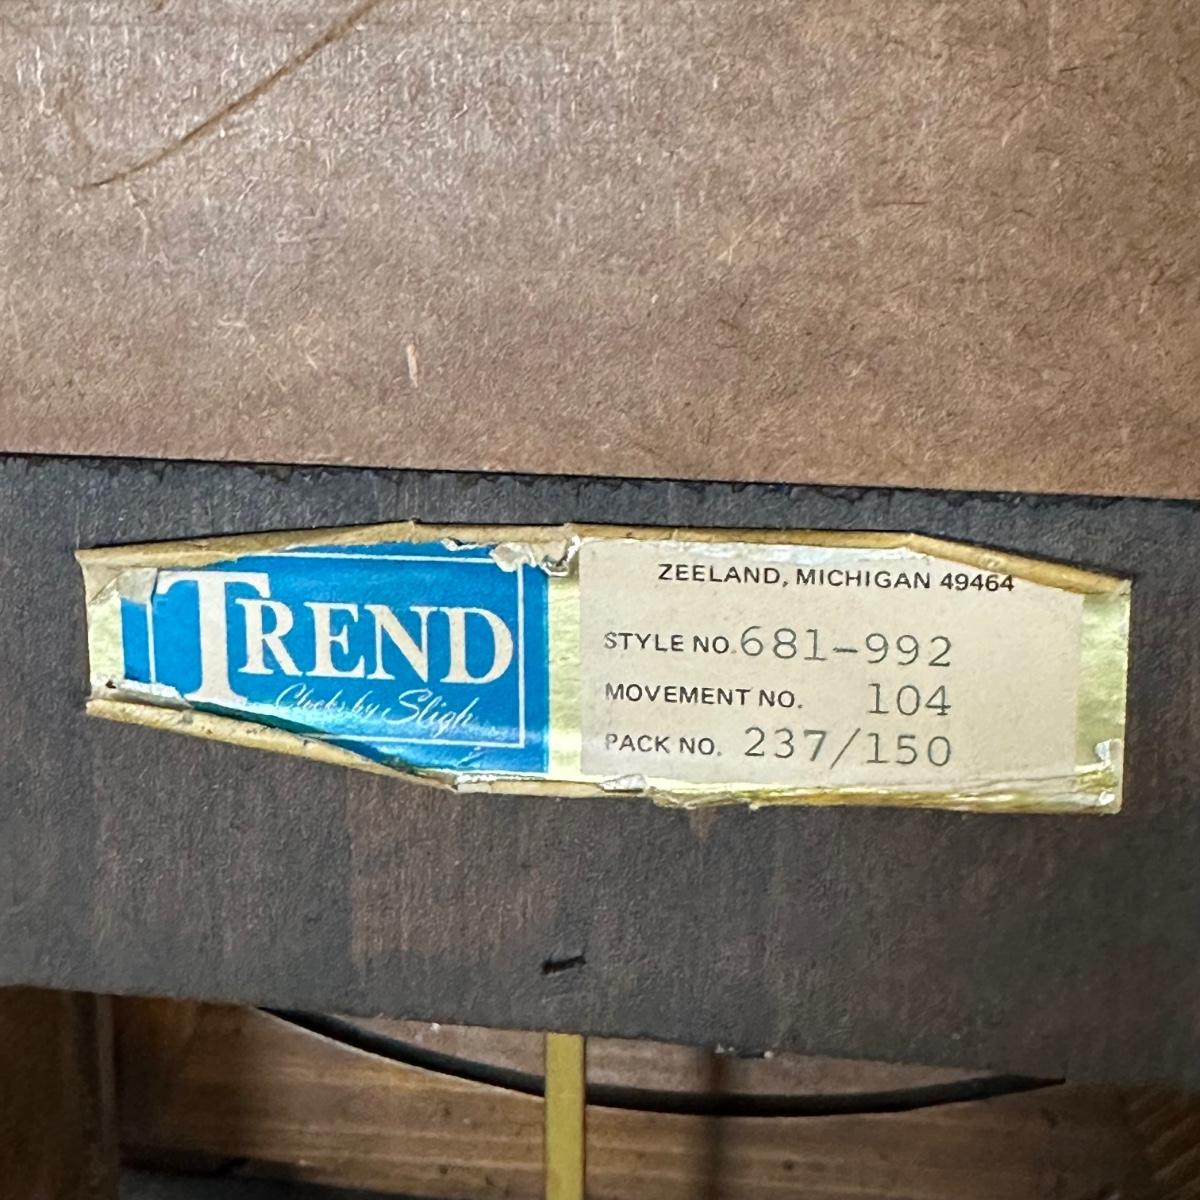 TREND
Clocks by Sligh
ZEELAND, MICHIGAN 49464
STYLE NO. 681-992
MOVEMENT NO. 104
PACK NO. 237/150